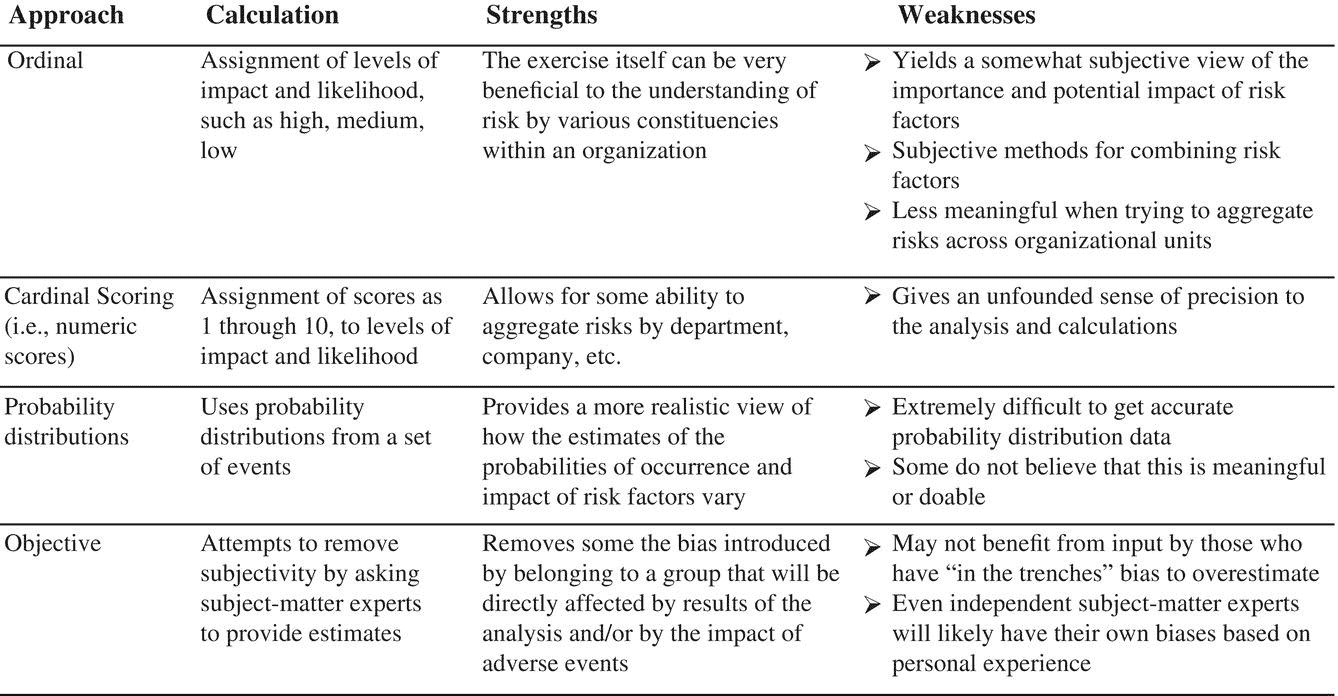 Approach Calculation Strengths Weaknesses
Ordinal
Assignment of levels of
impact and likelihood,
such as high, medium,
low
The exercise itself can be very
beneficial to the understanding of
risk by various constituencies
within an organization
➢ Yields a somewhat subjective view of the
importance and potential impact of risk
factors
➢ Subjective methods for combining risk
factors
➢ Less meaningful when trying to aggregate
risks across organizational units
Cardinal Scoring
(i.e., numeric
scores)
Assignment of scores as
1 through 10, to levels of
impact and likelihood
Allows for some ability to
aggregate risks by department,
company, etc.
➢ Gives an unfounded sense of precision to
the analysis and calculations
Probability
distributions
Uses probability
distributions from a set
of events
Provides a more realistic view of
how the estimates of the
probabilities of occurrence and
impact of risk factors vary
➢ Extremely difficult to get accurate
probability distribution data
➢ Some do not believe that this is meaningful
or doable
Objective
Attempts to remove
subjectivity by asking
subject-matter experts
to provide estimates
Removes some the bias introduced
by belonging to a group that will be
directly affected by results of the
analysis and/or by the impact of
adverse events
➢ May not benefit from input by those who
have “in the trenches” bias to overestimate
➢ Even independent subject-matter experts
will likely have their own biases based on
personal experience